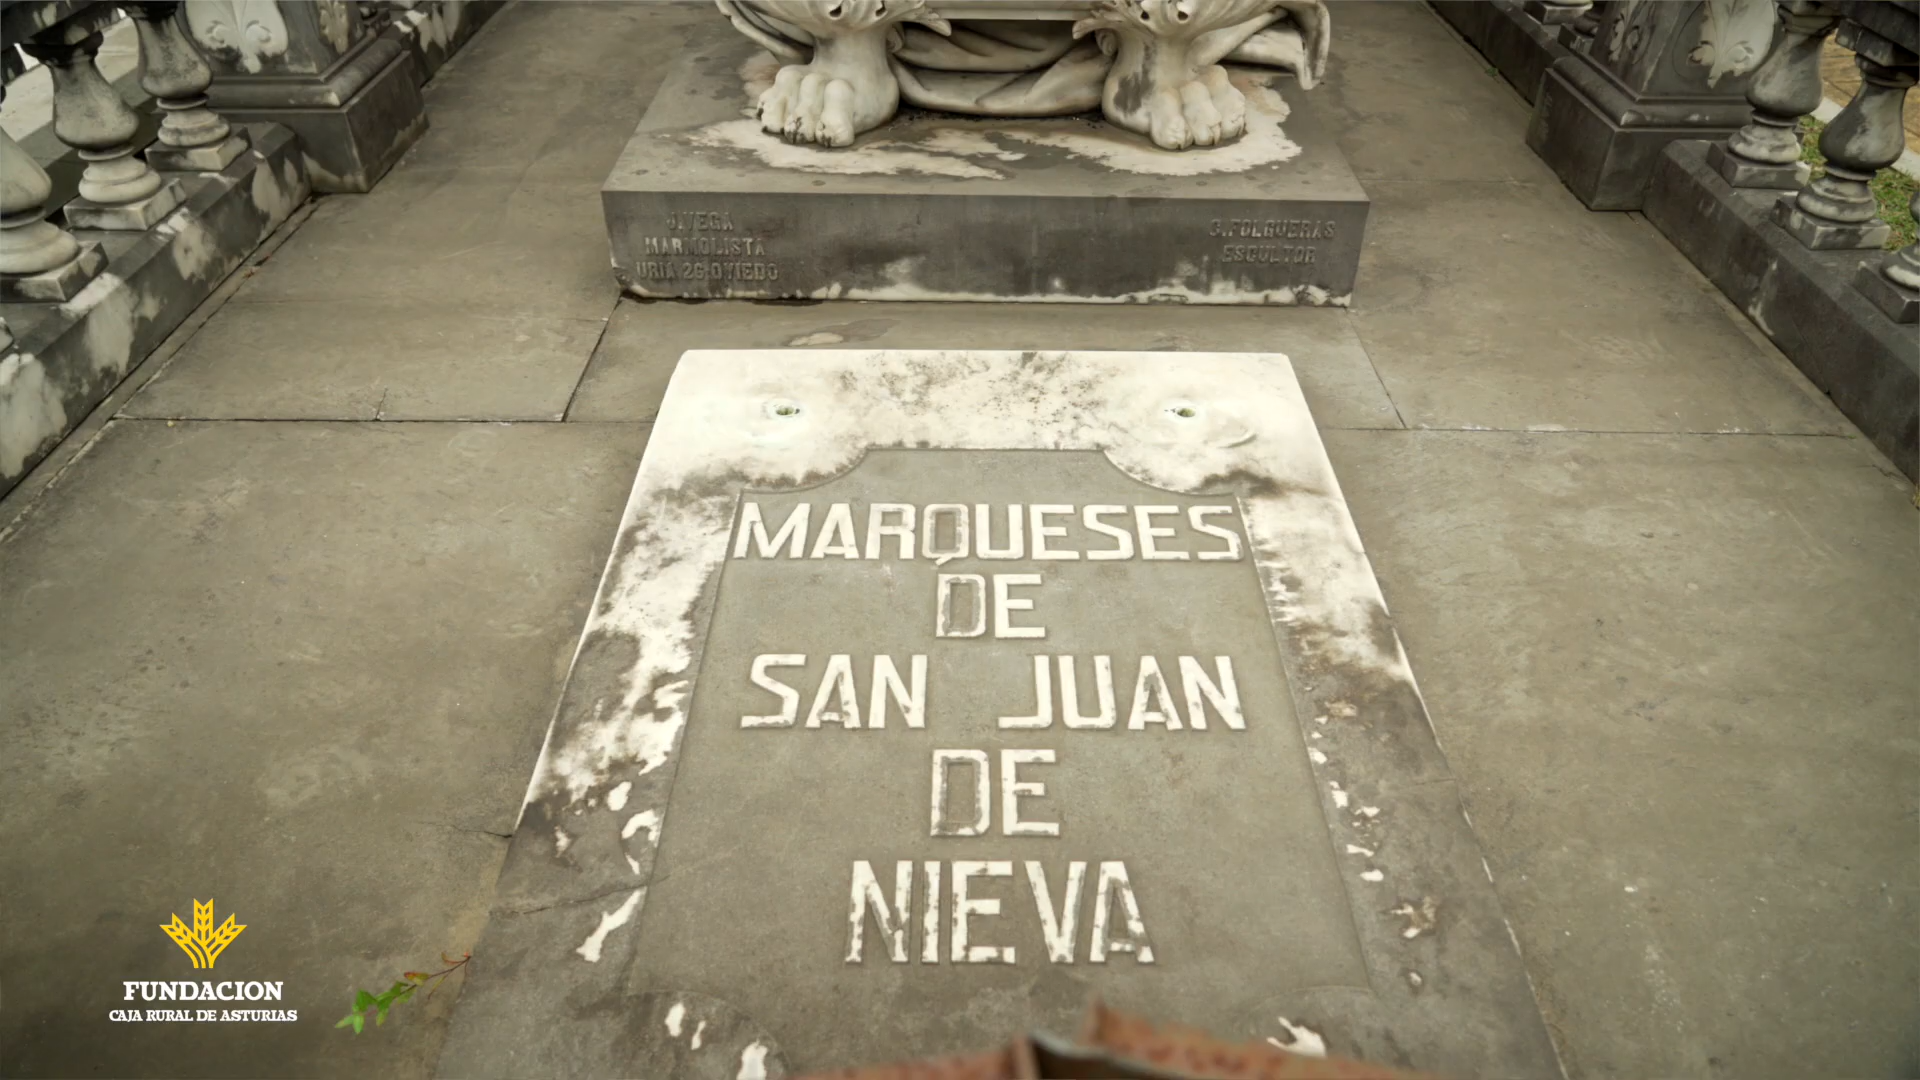 J. VEGA
MARMOLISTA
URIA 26 OVIEDO
C. FOLGUERAS
ESCULTOR
MARQUESES
DE
SAN JUAN
DE
NIEVA
FUNDACION
CAJA RURAL DE ASTURIAS